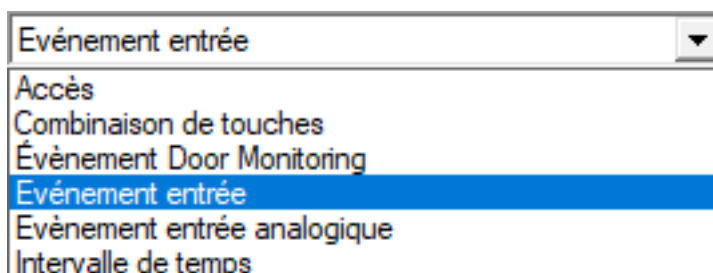 Evénement entrée
Accès
Combinaison de touches
Évènement Door Monitoring
Evénement entrée
Evènement entrée analogique
Intervalle de temps